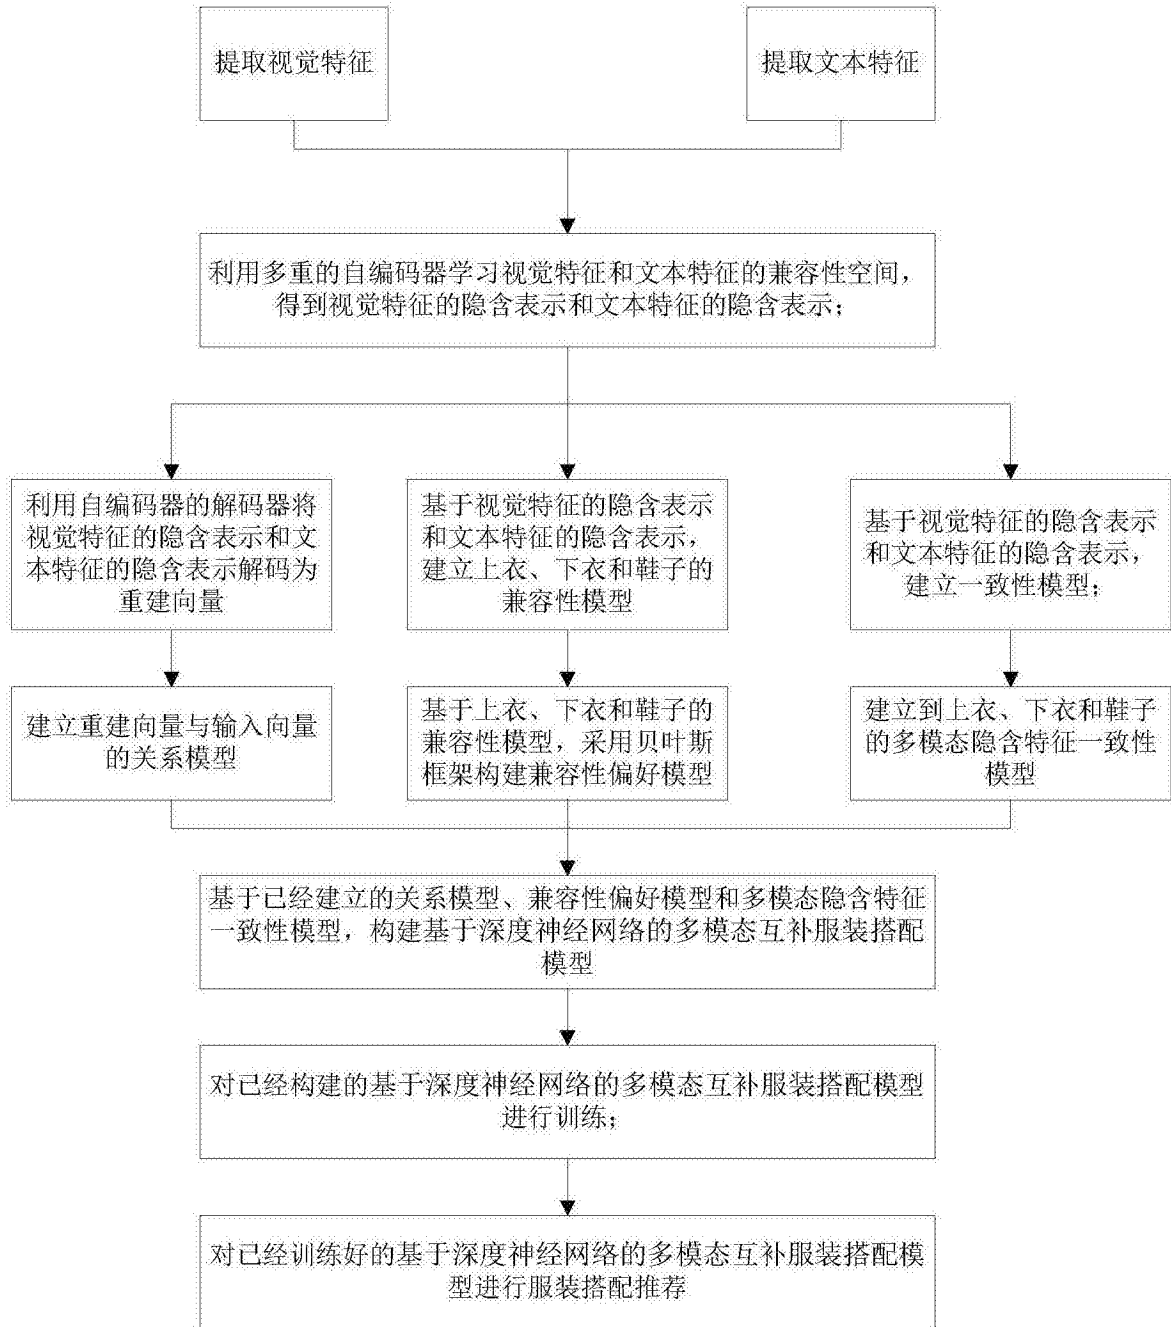 提取视觉特征
提取文本特征
利用多重的自编码器学习视觉特征和文本特征的兼容性空间，
得到视觉特征的隐含表示和文本特征的隐含表示；
利用自编码器的解码器将
视觉特征的隐含表示和文
本特征的隐含表示解码为
重建向量
基于视觉特征的隐含表示
和文本特征的隐含表示，
建立上衣、下衣和鞋子的
兼容性模型
基于视觉特征的隐含表示
和文本特征的隐含表示，
建立一致性模型；
建立重建向量与输入向量
的关系模型
基于上衣、下衣和鞋子的
兼容性模型，采用贝叶斯
框架构建兼容性偏好模型
建立到上衣、下衣和鞋子
的多模态隐含特征一致性
模型
基于已经建立的关系模型、兼容性偏好模型和多模态隐含特征
一致性模型，构建基于深度神经网络的多模态互补服装搭配
模型
对已经构建的基于深度神经网络的多模态互补服装搭配模型
进行训练；
对已经训练好的基于深度神经网络的多模态互补服装搭配模
型进行服装搭配推荐